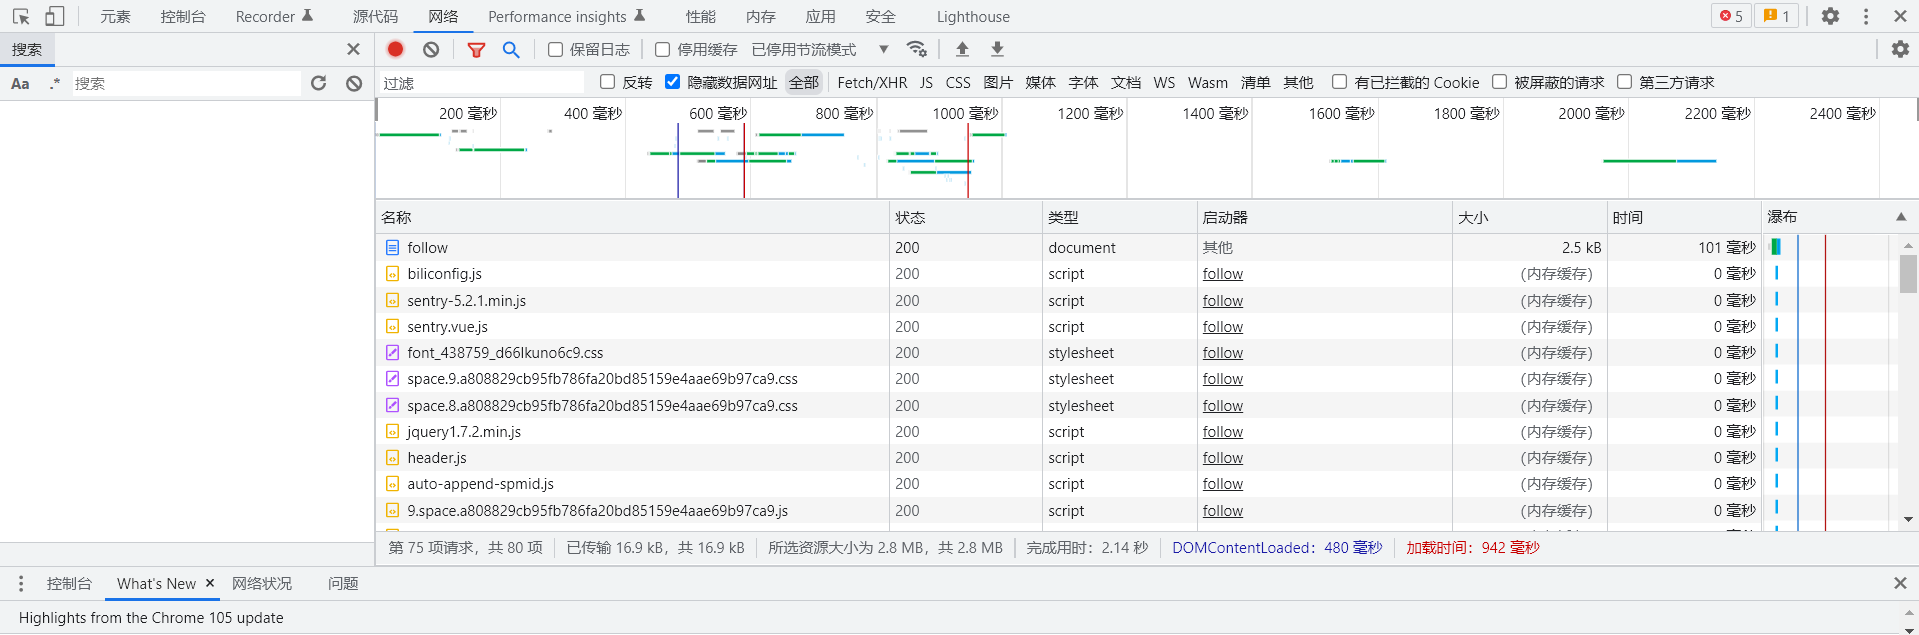 元素 控制台 Recorder 源代码 网络 Performance insights 性能 内存 应用 安全 Lighthouse 5 1
搜索
保留日志 停用缓存 已停用节流模式
Aa .* 搜索
过滤 反转 隐藏数据网址 全部 Fetch/XHR JS CSS 图片 媒体 字体 文档 WS Wasm 清单 其他 有已拦截的 Cookie 被屏蔽的请求 第三方请求
200 毫秒 400 毫秒 600 毫秒 800 毫秒 1000 毫秒 1200 毫秒 1400 毫秒 1600 毫秒 1800 毫秒 2000 毫秒 2200 毫秒 2400 毫秒
名称 状态 类型 启动器 大小 时间 瀑布
follow 200 document 其他 2.5 kB 101 毫秒
biliconfig.js 200 script follow (内存缓存) 0 毫秒
sentry-5.2.1.min.js 200 script follow (内存缓存) 0 毫秒
sentry.vue.js 200 script follow (内存缓存) 0 毫秒
font_438759_d66lkuno6c9.css 200 stylesheet follow (内存缓存) 0 毫秒
space.9.a808829cb95fb786fa20bd85159e4aae69b97ca9.css 200 stylesheet follow (内存缓存) 0 毫秒
space.8.a808829cb95fb786fa20bd85159e4aae69b97ca9.css 200 stylesheet follow (内存缓存) 0 毫秒
jquery1.7.2.min.js 200 script follow (内存缓存) 0 毫秒
header.js 200 script follow (内存缓存) 0 毫秒
auto-append-spmid.js 200 script follow (内存缓存) 0 毫秒
9.space.a808829cb95fb786fa20bd85159e4aae69b97ca9.js 200 script follow (内存缓存) 0 毫秒
第 75 项请求，共 80 项 已传输 16.9 kB，共 16.9 kB 所选资源大小为 2.8 MB，共 2.8 MB 完成用时：2.14 秒 DOMContentLoaded：480 毫秒 加载时间：942 毫秒
控制台 What's New 网络状况 问题
Highlights from the Chrome 105 update